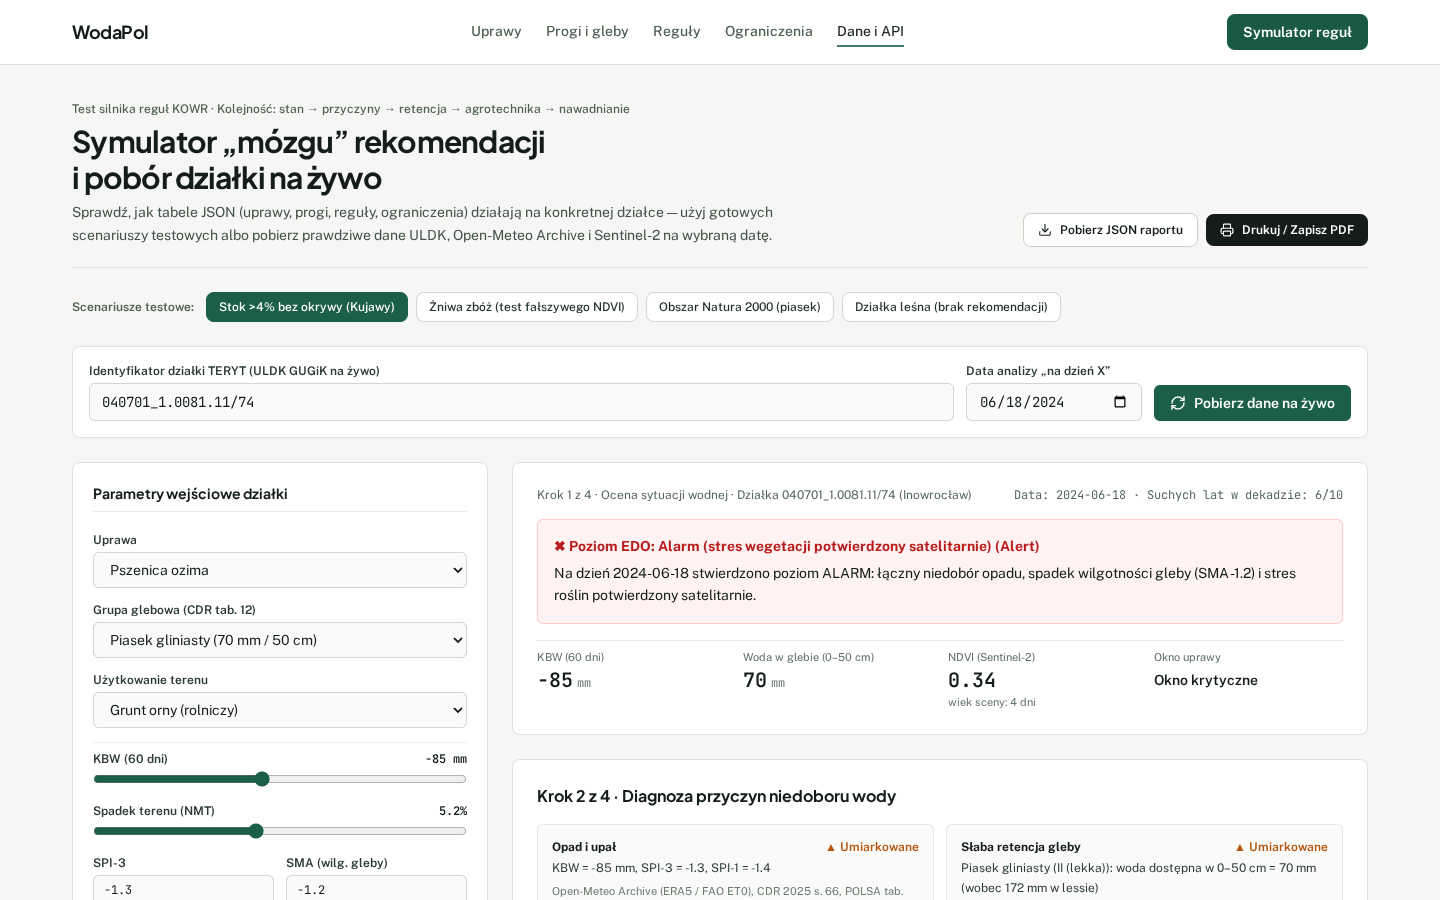 WodaPol
Uprawy
Progi i gleby
Reguły
Ograniczenia
Dane i API
Symulator reguł
Test silnika reguł KOWR · Kolejność: stan → przyczyny → retencja → agrotechnika → nawadnianie
Symulator „mózgu” rekomendacji
i pobór działki na żywo
Sprawdź, jak tabele JSON (uprawy, progi, reguły, ograniczenia) działają na konkretnej działce — użyj gotowych
scenariuszy testowych albo pobierz prawdziwe dane ULDK, Open-Meteo Archive i Sentinel-2 na wybraną datę.
Pobierz JSON raportu
Drukuj / Zapisz PDF
Scenariusze testowe:
Stok >4% bez okrywy (Kujawy)
Żniwa zbóż (test fałszywego NDVI)
Obszar Natura 2000 (piasek)
Działka leśna (brak rekomendacji)
Identyfikator działki TERYT (ULDK GUGiK na żywo)
040701_1.0081.11/74
Data analizy „na dzień X”
06/18/2024
Pobierz dane na żywo
Parametry wejściowe działki
Uprawa
Pszenica ozima
Grupa glebowa (CDR tab. 12)
Piasek gliniasty (70 mm / 50 cm)
Użytkowanie terenu
Grunt orny (rolniczy)
KBW (60 dni) -85 mm
Spadek terenu (NMT) 5.2%
SPI-3
-1.3
SMA (wilg. gleby)
-1.2
Krok 1 z 4 · Ocena sytuacji wodnej · Działka 040701_1.0081.11/74 (Inowrocław)
Data: 2024-06-18 · Suchych lat w dekadzie: 6/10
✖ Poziom EDO: Alarm (stres wegetacji potwierdzony satelitarnie) (Alert)
Na dzień 2024-06-18 stwierdzono poziom ALARM: łączny niedobór opadu, spadek wilgotności gleby (SMA -1.2) i stres
roślin potwierdzony satelitarnie.
KBW (60 dni)
-85 mm
Woda w glebie (0–50 cm)
70 mm
NDVI (Sentinel-2)
0.34
wiek sceny: 4 dni
Okno uprawy
Okno krytyczne
Krok 2 z 4 · Diagnoza przyczyn niedoboru wody
Opad i upał ▲ Umiarkowane
KBW = -85 mm, SPI-3 = -1.3, SPI-1 = -1.4
Open-Meteo Archive (ERA5 / FAO ET0), CDR 2025 s. 66, POLSA tab.
Słaba retencja gleby ▲ Umiarkowane
Piasek gliniasty (II (lekka)): woda dostępna w 0–50 cm = 70 mm
(wobec 172 mm w lessie)